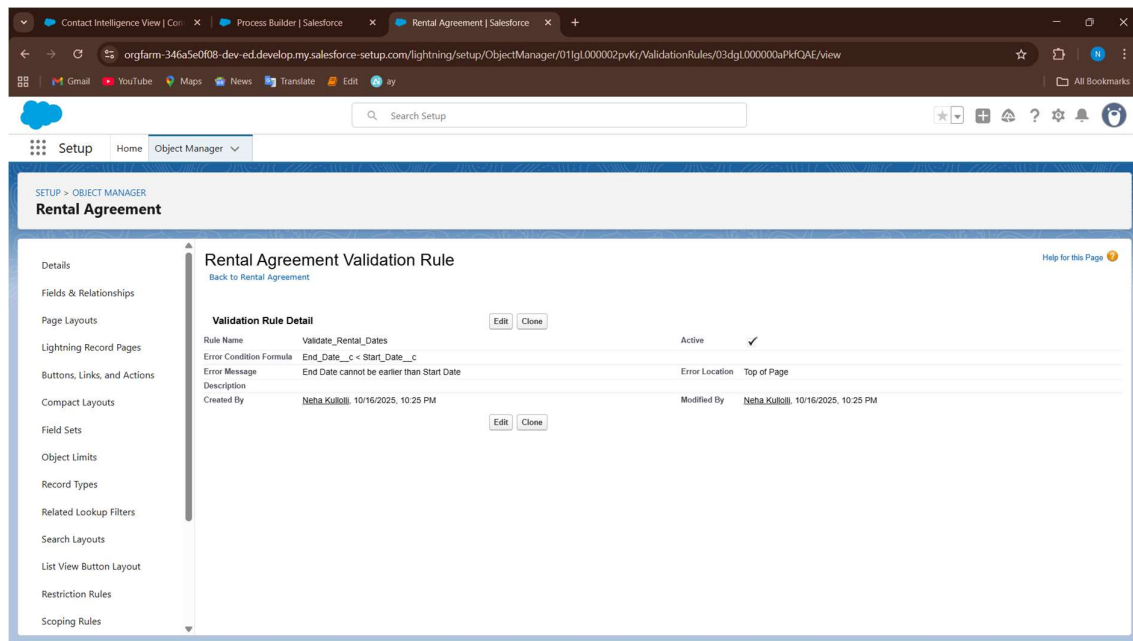 Contact Intelligence View | Con
Process Builder | Salesforce
Rental Agreement | Salesforce
orgfarm-346a5e0f08-dev-ed.develop.my.salesforce-setup.com/lightning/setup/ObjectManager/01IgL000002pvKr/ValidationRules/03dgL000000aPkfQAE/view
N
Gmail YouTube Maps News Translate Edit ay All Bookmarks
Search Setup
Setup Home Object Manager
SETUP > OBJECT MANAGER
Rental Agreement
Details
Fields & Relationships
Page Layouts
Lightning Record Pages
Buttons, Links, and Actions
Compact Layouts
Field Sets
Object Limits
Record Types
Related Lookup Filters
Search Layouts
List View Button Layout
Restriction Rules
Scoping Rules
Rental Agreement Validation Rule
Help for this Page
Back to Rental Agreement
Validation Rule Detail Edit Clone
Rule Name Validate_Rental_Dates Active ✓
Error Condition Formula End_Date__c < Start_Date__c
Error Message End Date cannot be earlier than Start Date Error Location Top of Page
Description
Created By Neha Kullolli, 10/16/2025, 10:25 PM Modified By Neha Kullolli, 10/16/2025, 10:25 PM
Edit Clone